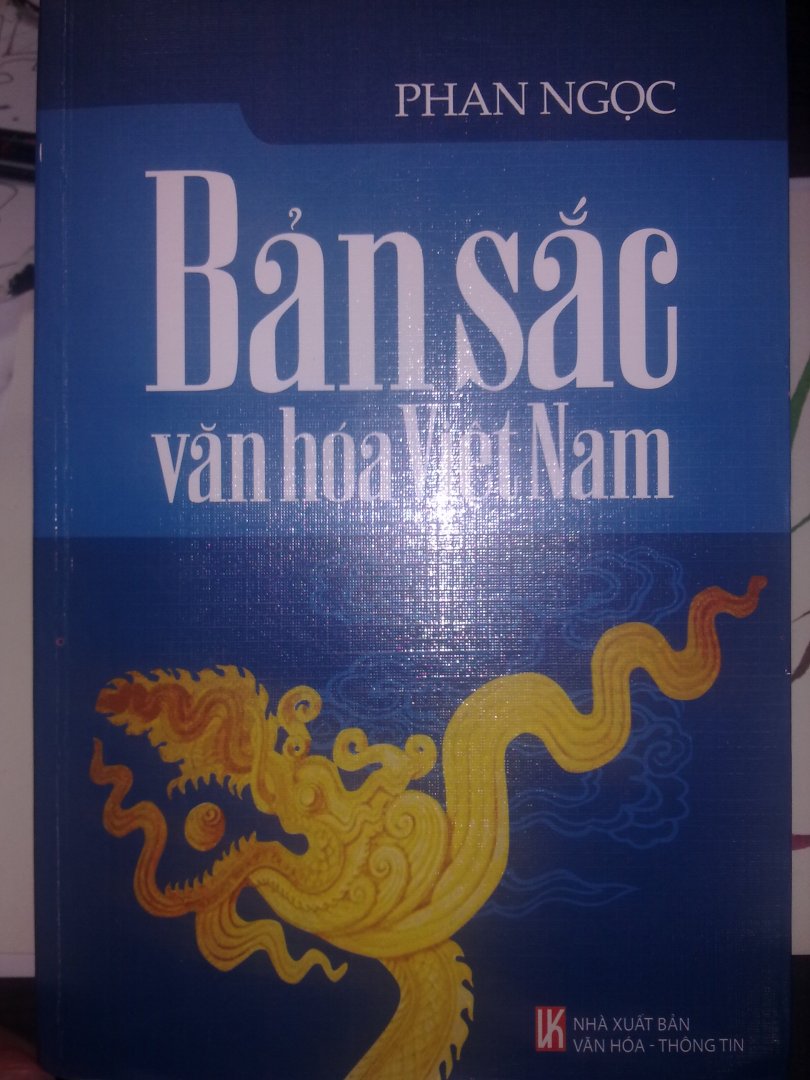 PHAN NGỌC
Bản sắc
văn hóa Việt Nam
NHÀ XUẤT BẢN
VĂN HÓA - THÔNG TIN